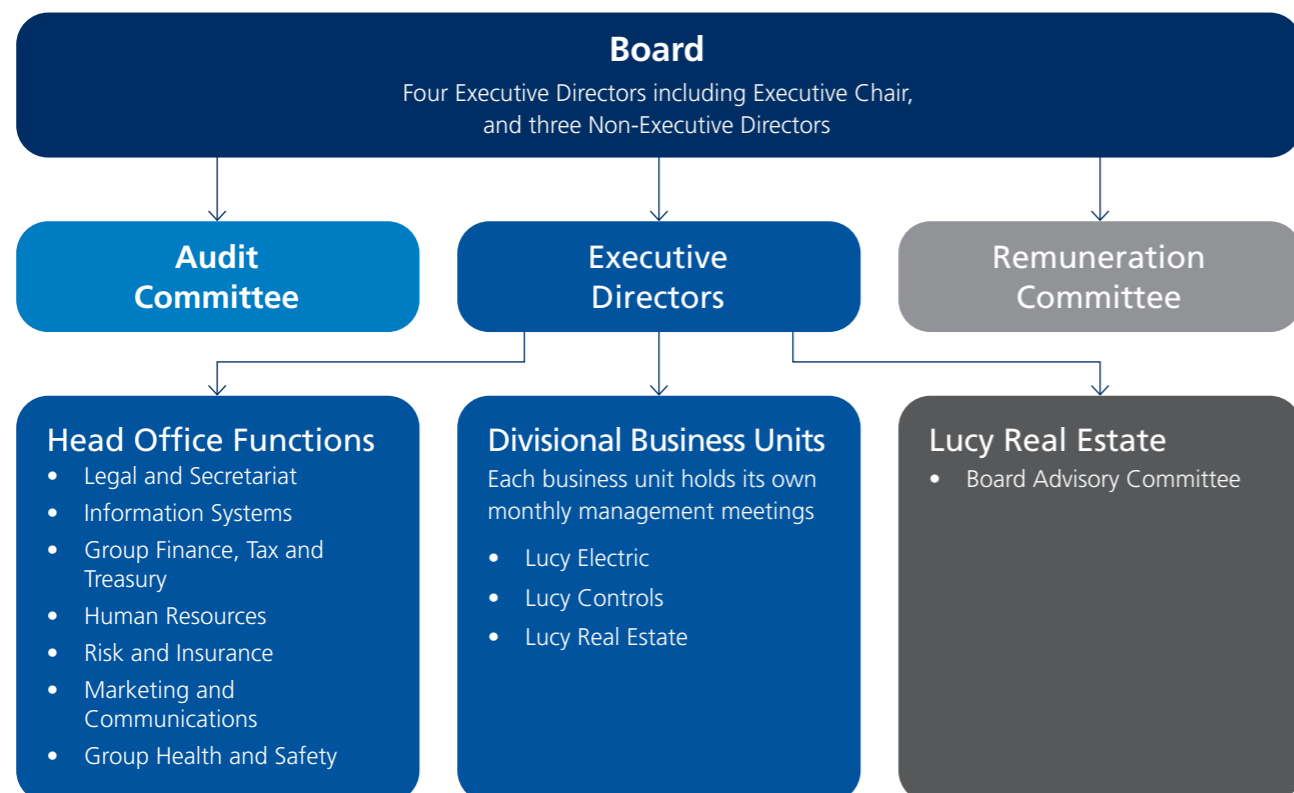 Board
Four Executive Directors including Executive Chair,
and three Non-Executive Directors
Audit
Committee
Executive
Directors
Remuneration
Committee
Head Office Functions
• Legal and Secretariat
• Information Systems
• Group Finance, Tax and
Treasury
• Human Resources
• Risk and Insurance
• Marketing and
Communications
• Group Health and Safety
Divisional Business Units
Each business unit holds its own
monthly management meetings
• Lucy Electric
• Lucy Controls
• Lucy Real Estate
Lucy Real Estate
• Board Advisory Committee